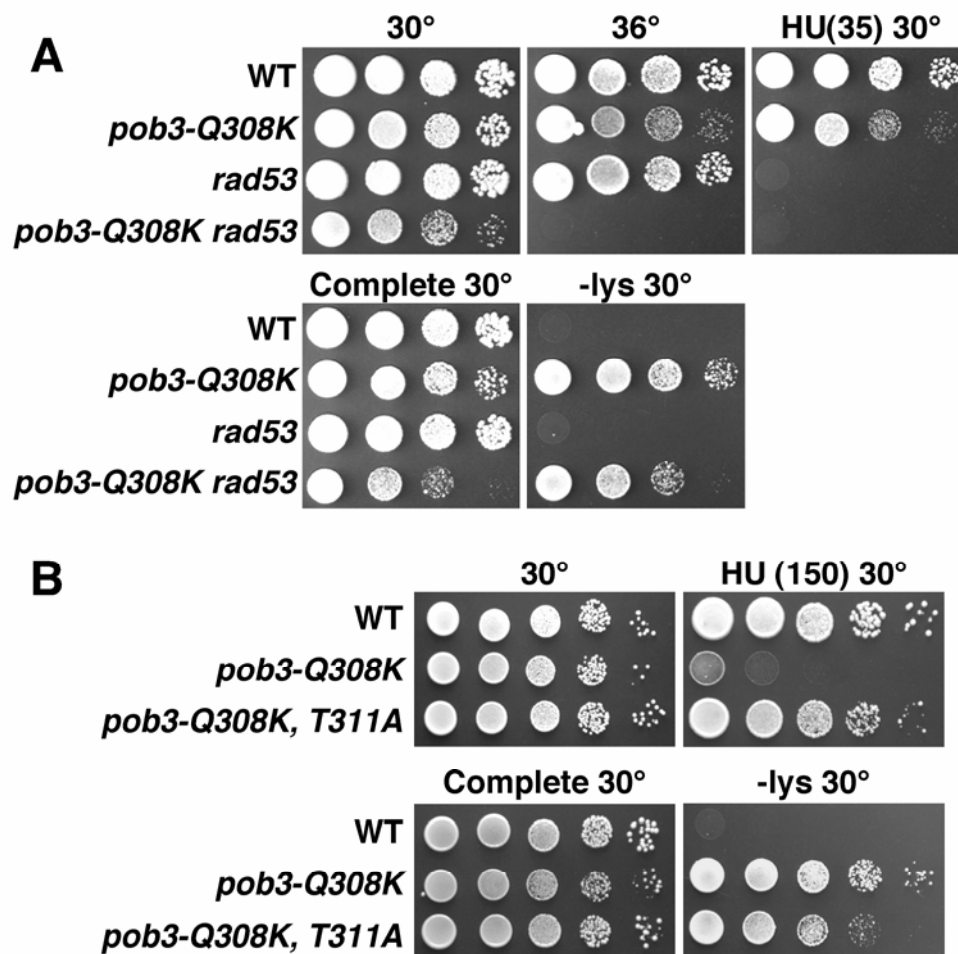 A
30° 36° HU(35) 30°
WT
pob3-Q308K
rad53
pob3-Q308K rad53
Complete 30° -lys 30°
WT
pob3-Q308K
rad53
pob3-Q308K rad53
B
30° HU (150) 30°
WT
pob3-Q308K
pob3-Q308K, T311A
Complete 30° -lys 30°
WT
pob3-Q308K
pob3-Q308K, T311A